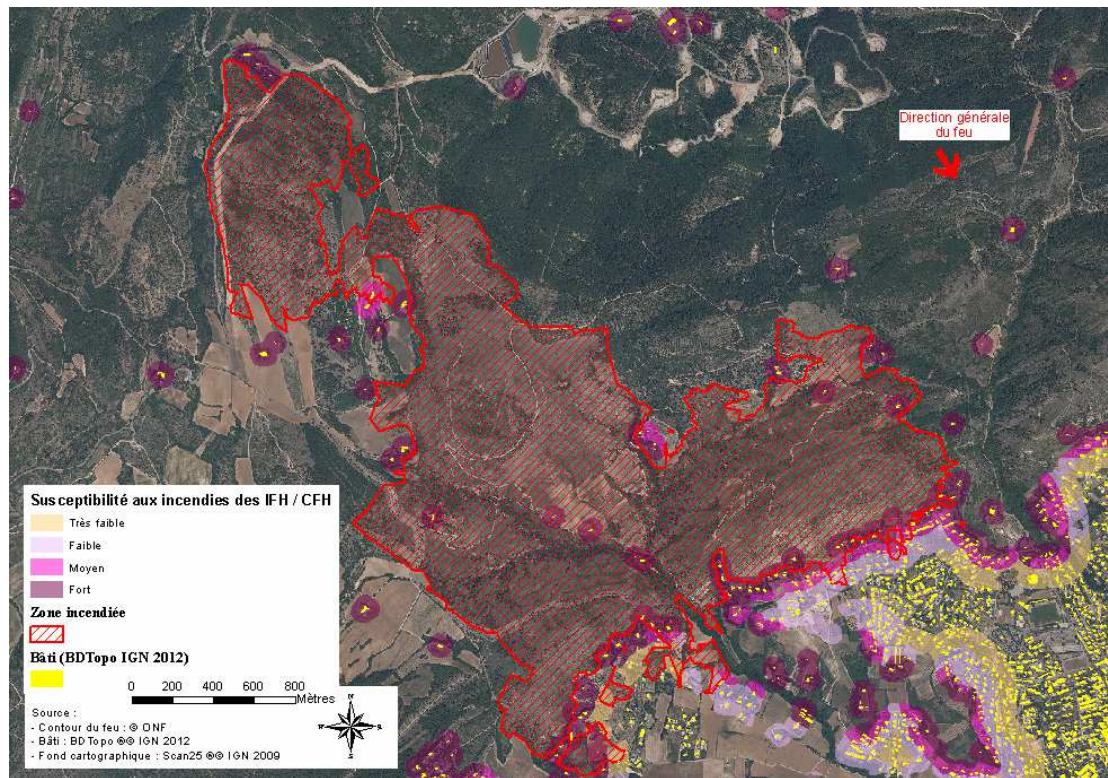 Direction générale
du feu
Susceptibilité aux incendies des IFH / CFH
Très faible
Faible
Moyen
Fort
Zone incendiée
Bâti (BDTopo IGN 2012)
0 200 400 600 800
Mètres
Source :
- Contour du feu : © ONF
- Bâti : BDTopo ®© IGN 2012
- Fond cartographique : Scan25 ®© IGN 2009